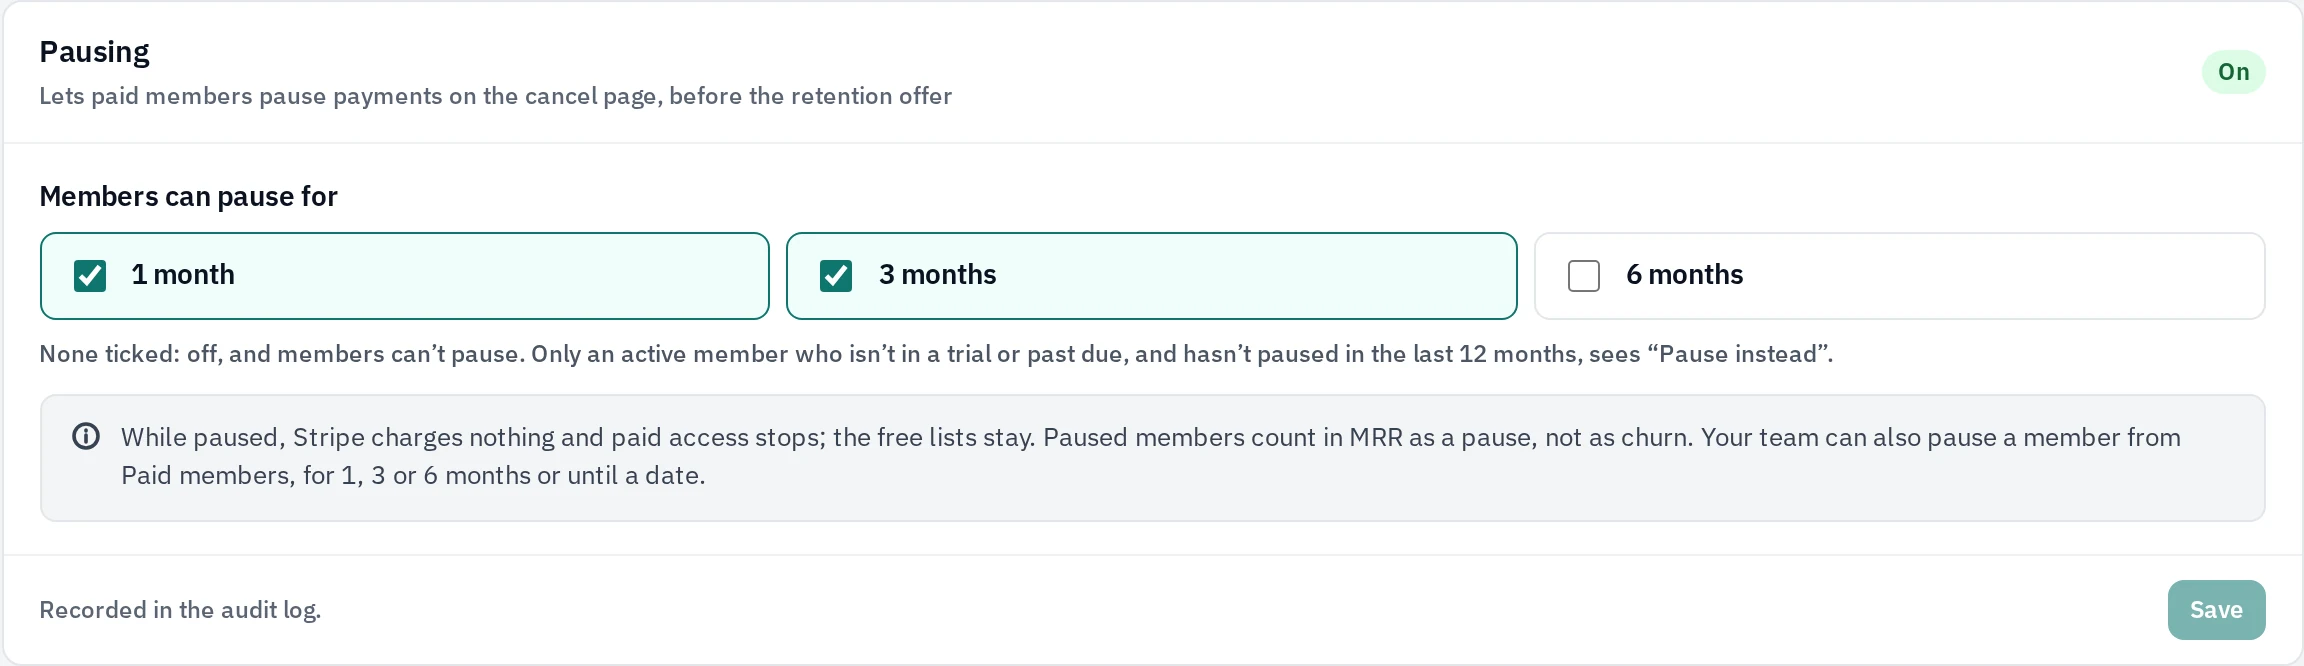 Pausing
Lets paid members pause payments on the cancel page, before the retention offer
On
Members can pause for
1 month
3 months
6 months
None ticked: off, and members can’t pause. Only an active member who isn’t in a trial or past due, and hasn’t paused in the last 12 months, sees “Pause instead”.
While paused, Stripe charges nothing and paid access stops; the free lists stay. Paused members count in MRR as a pause, not as churn. Your team can also pause a member from
Paid members, for 1, 3 or 6 months or until a date.
Recorded in the audit log.
Save